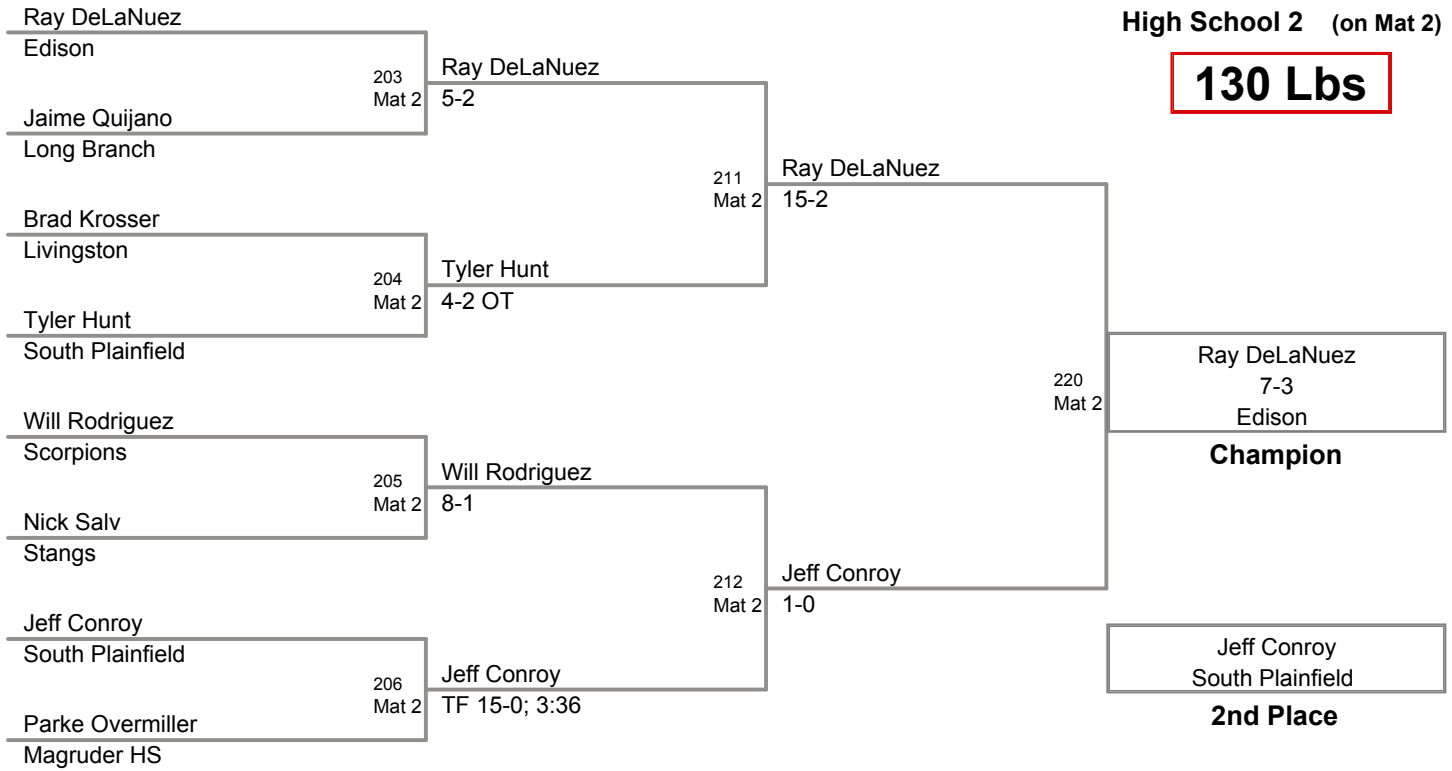 High School 2 (on Mat 2)
130 Lbs
Ray DeLaNuez
Edison
203
Mat 2
Jaime Quijano
Long Branch
Ray DeLaNuez
5-2
Brad Krosser
Livingston
204
Mat 2
Tyler Hunt
South Plainfield
Tyler Hunt
4-2 OT
211
Mat 2
Ray DeLaNuez
15-2
Will Rodriguez
Scorpions
205
Mat 2
Nick Salv
Stangs
Will Rodriguez
8-1
Jeff Conroy
South Plainfield
206
Mat 2
Parke Overmiller
Magruder HS
Jeff Conroy
TF 15-0; 3:36
212
Mat 2
Jeff Conroy
1-0
220
Mat 2
Ray DeLaNuez
7-3
Edison
Champion
Jeff Conroy
South Plainfield
2nd Place